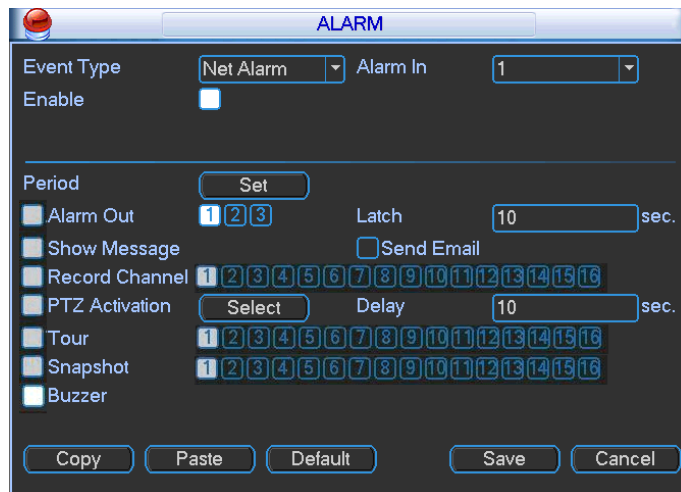 ALARM
Event Type Net Alarm Alarm In 1
Enable
Period Set
Alarm Out 1 2 3 Latch 10 sec.
Show Message Send Email
Record Channel 1 2 3 4 5 6 7 8 9 10 11 12 13 14 15 16
PTZ Activation Select Delay 10 sec.
Tour 1 2 3 4 5 6 7 8 9 10 11 12 13 14 15 16
Snapshot 1 2 3 4 5 6 7 8 9 10 11 12 13 14 15 16
Buzzer
Copy Paste Default Save Cancel